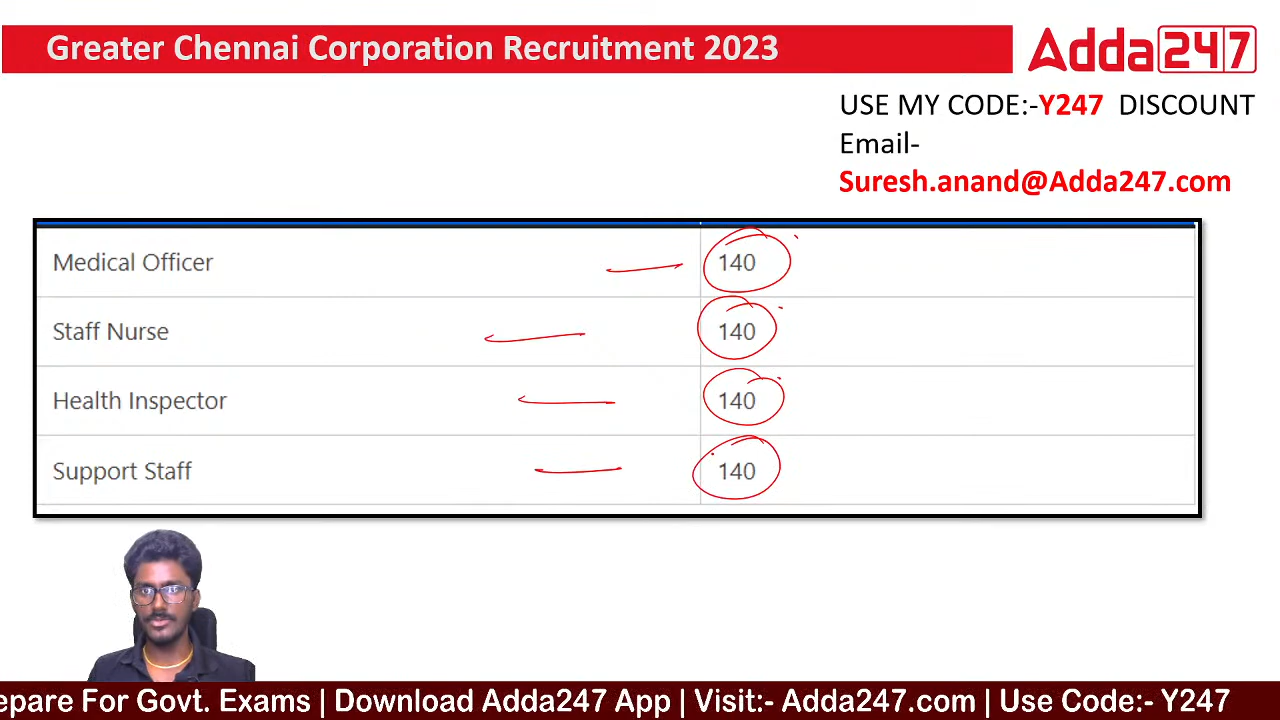 Greater Chennai Corporation Recruitment 2023
Adda247
USE MY CODE:-Y247 DISCOUNT
Email-
Suresh.anand@Adda247.com
Medical Officer 140
Staff Nurse 140
Health Inspector 140
Support Staff 140
epare For Govt. Exams | Download Adda247 App | Visit:- Adda247.com | Use Code:- Y247